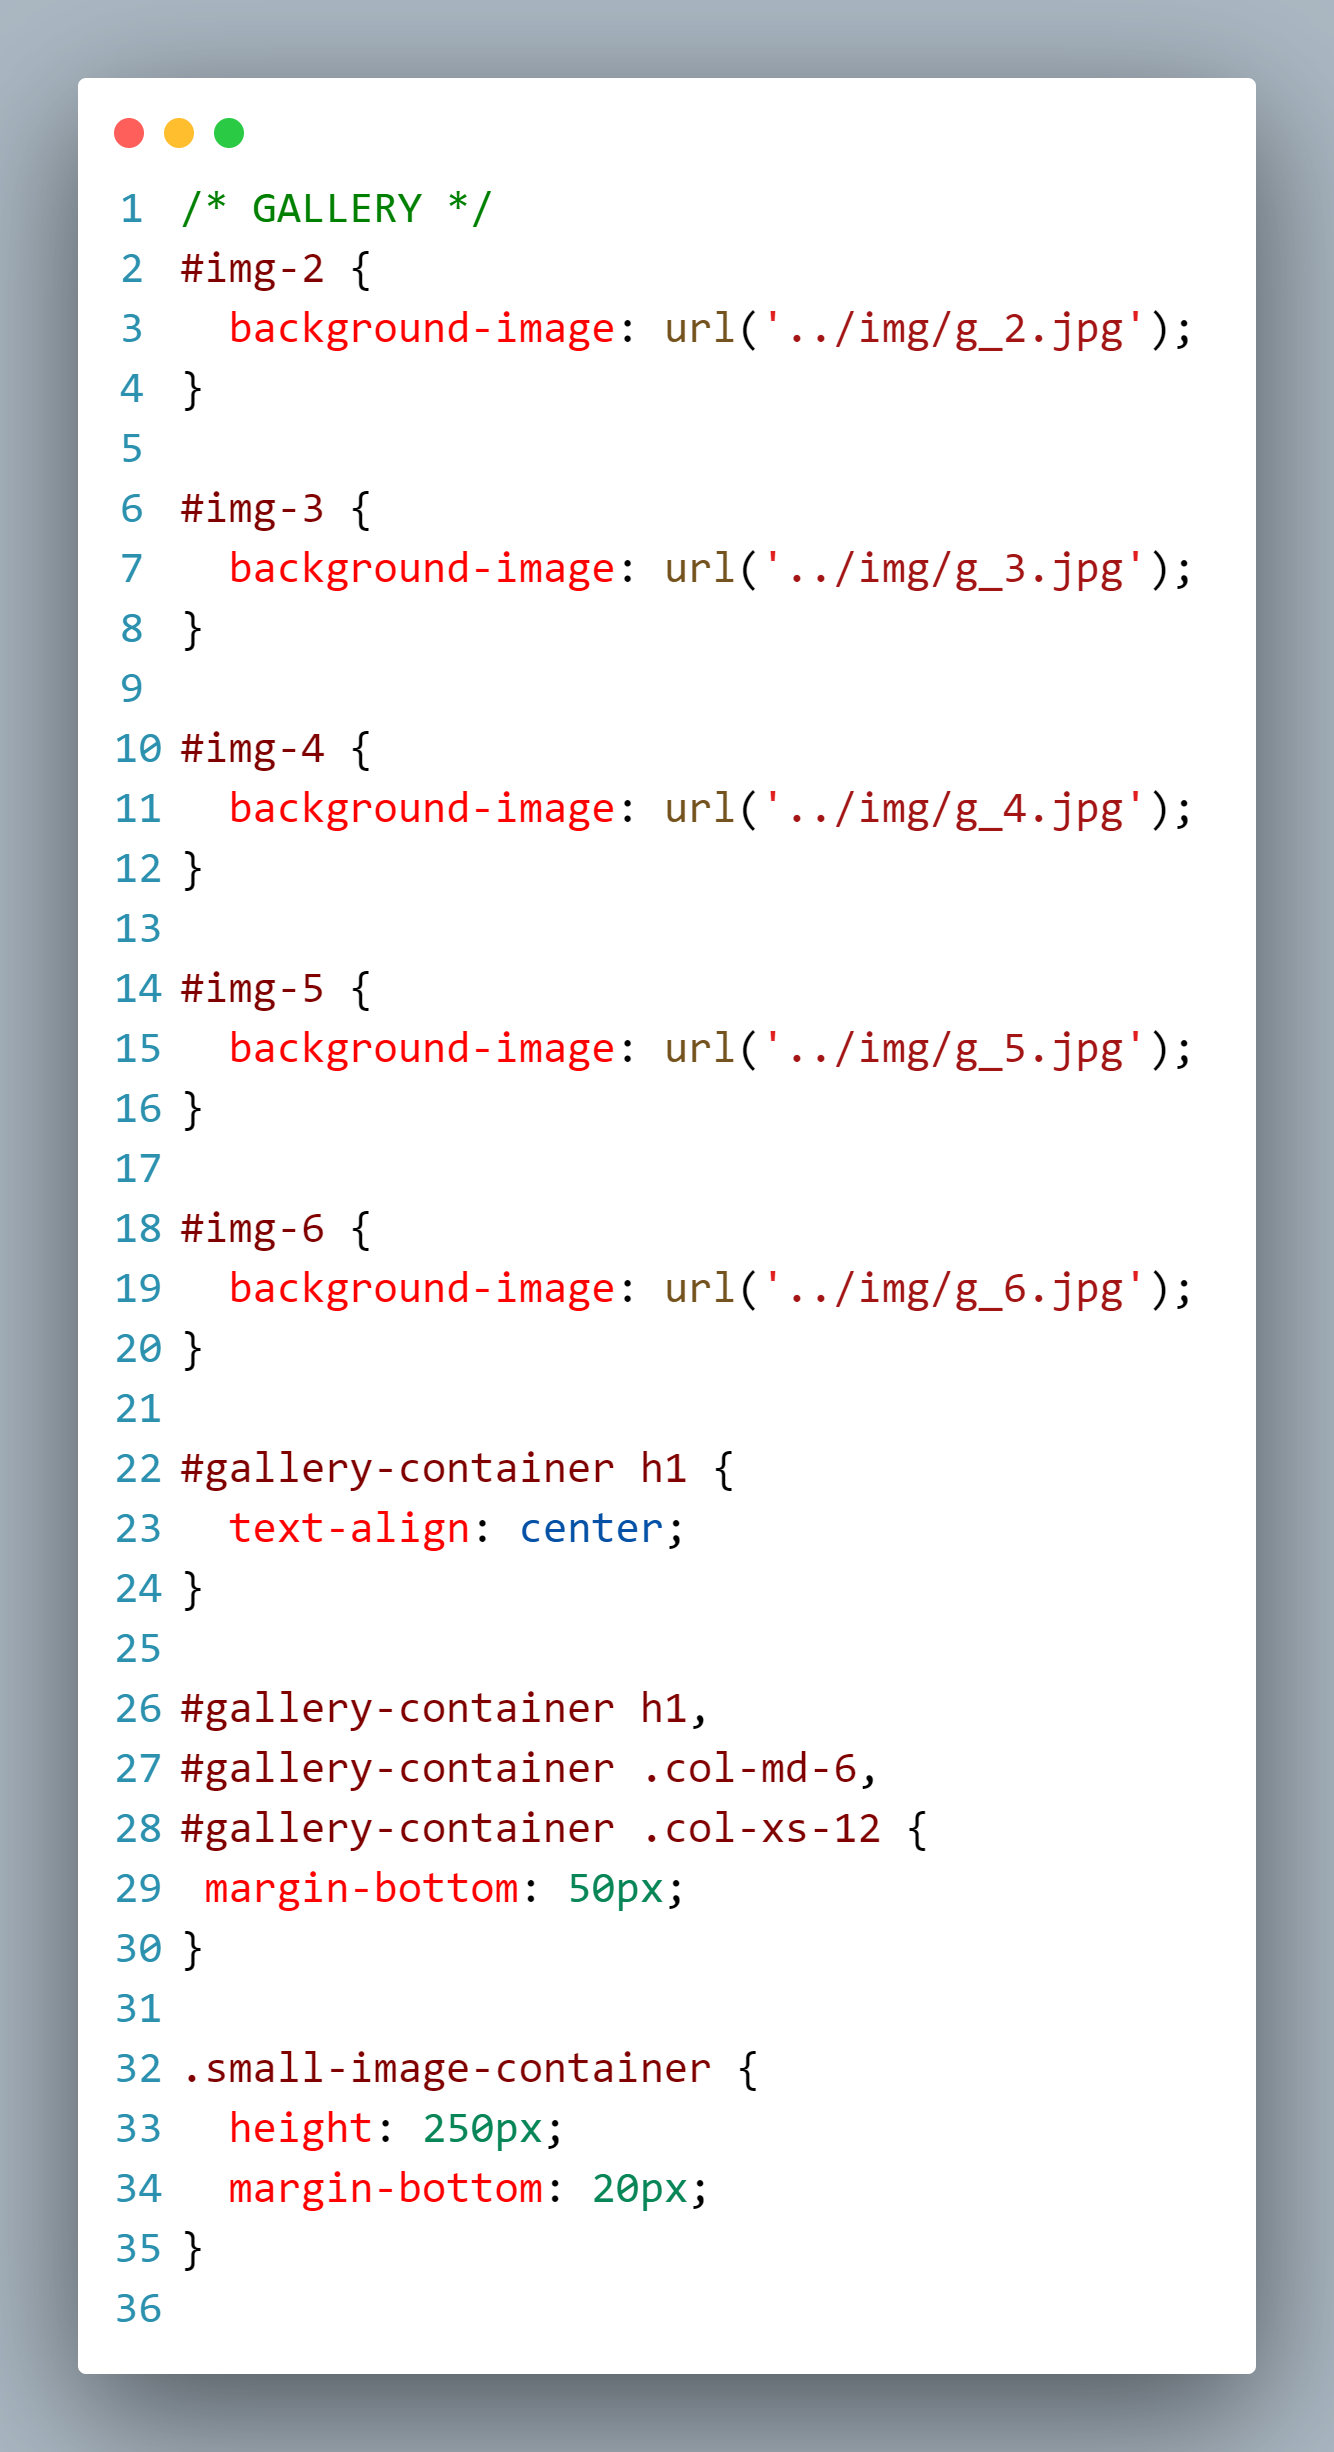 1 /* GALLERY */
2 #img-2 {
3   background-image: url('../img/g_2.jpg');
4 }
5
6 #img-3 {
7   background-image: url('../img/g_3.jpg');
8 }
9
10 #img-4 {
11   background-image: url('../img/g_4.jpg');
12 }
13
14 #img-5 {
15   background-image: url('../img/g_5.jpg');
16 }
17
18 #img-6 {
19   background-image: url('../img/g_6.jpg');
20 }
21
22 #gallery-container h1 {
23   text-align: center;
24 }
25
26 #gallery-container h1,
27 #gallery-container .col-md-6,
28 #gallery-container .col-xs-12 {
29  margin-bottom: 50px;
30 }
31
32 .small-image-container {
33   height: 250px;
34   margin-bottom: 20px;
35 }
36